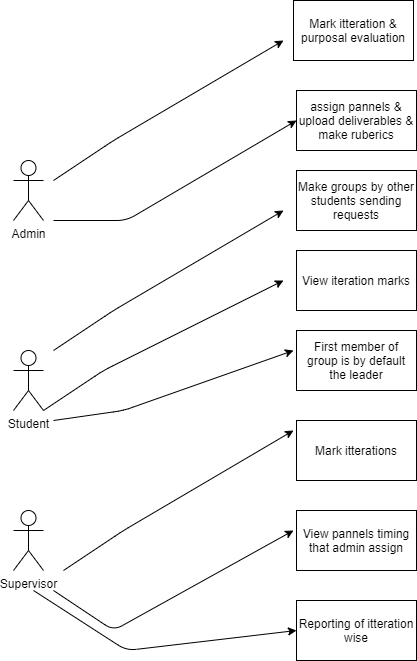 Mark itteration &
purposal evaluation
assign pannels &
upload deliverables &
make ruberics
Admin
Make groups by other
students sending
requests
View iteration marks
First member of
group is by default
the leader
Student
Mark itterations
View pannels timing
that admin assign
Supervisor
Reporting of itteration
wise